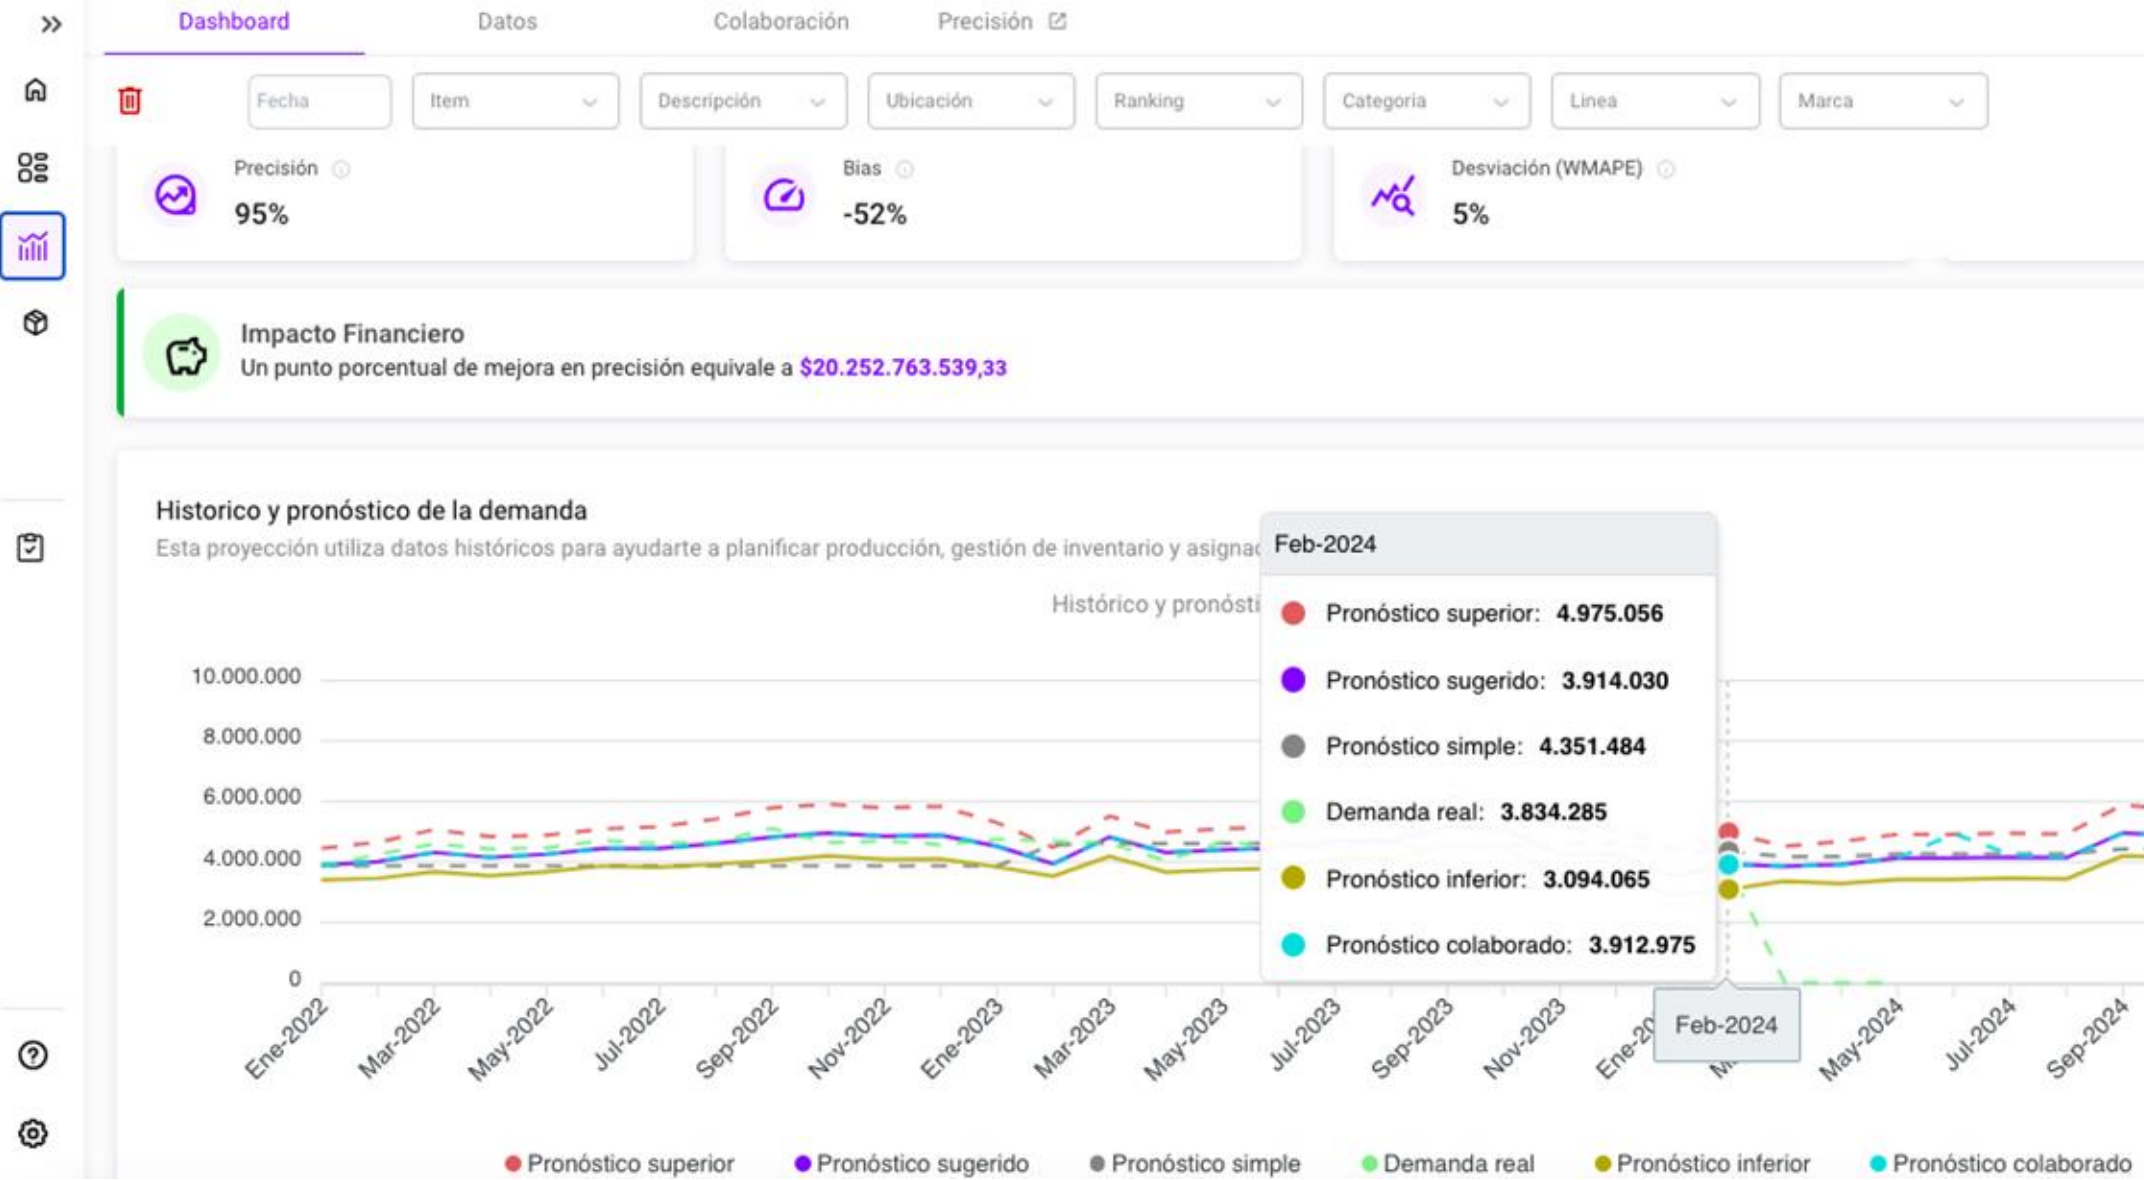 Dashboard
Datos
Colaboración
Precisión
Fecha
Item
Descripción
Ubicación
Ranking
Categoria
Linea
Marca
Precisión
95%
Bias
-52%
Desviación (WMAPE)
5%
Impacto Financiero
Un punto porcentual de mejora en precisión equivale a $20.252.763.539,33
Historico y pronóstico de la demanda
Esta proyección utiliza datos históricos para ayudarte a planificar producción, gestión de inventario y
Histórico y
Feb-2024
Pronóstico superior: 4.975.056
Pronóstico sugerido: 3.914.030
Pronóstico simple: 4.351.484
Demanda real: 3.834.285
Pronóstico inferior: 3.094.065
Pronóstico colaborado: 3.912.975
10.000.000
8.000.000
6.000.000
4.000.000
2.000.000
0
Ene-2022
Mar-2022
May-2022
Jul-2022
Sep-2022
Nov-2022
Ene-2023
Mar-2023
May-2023
Jul-2023
Sep-2023
Nov-2023
Feb-2024
May-2024
Jul-2024
Sep-2024
Pronóstico superior
Pronóstico sugerido
Pronóstico simple
Demanda real
Pronóstico inferior
Pronóstico colaborado